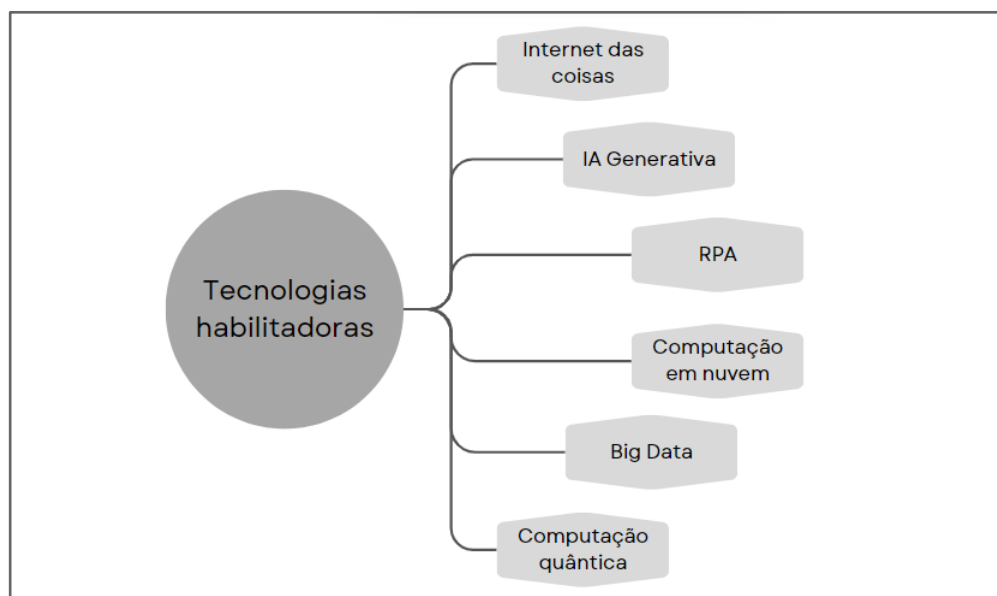 Tecnologias
habilitadoras
Internet das
coisas
IA Generativa
RPA
Computação
em nuvem
Big Data
Computação
quântica